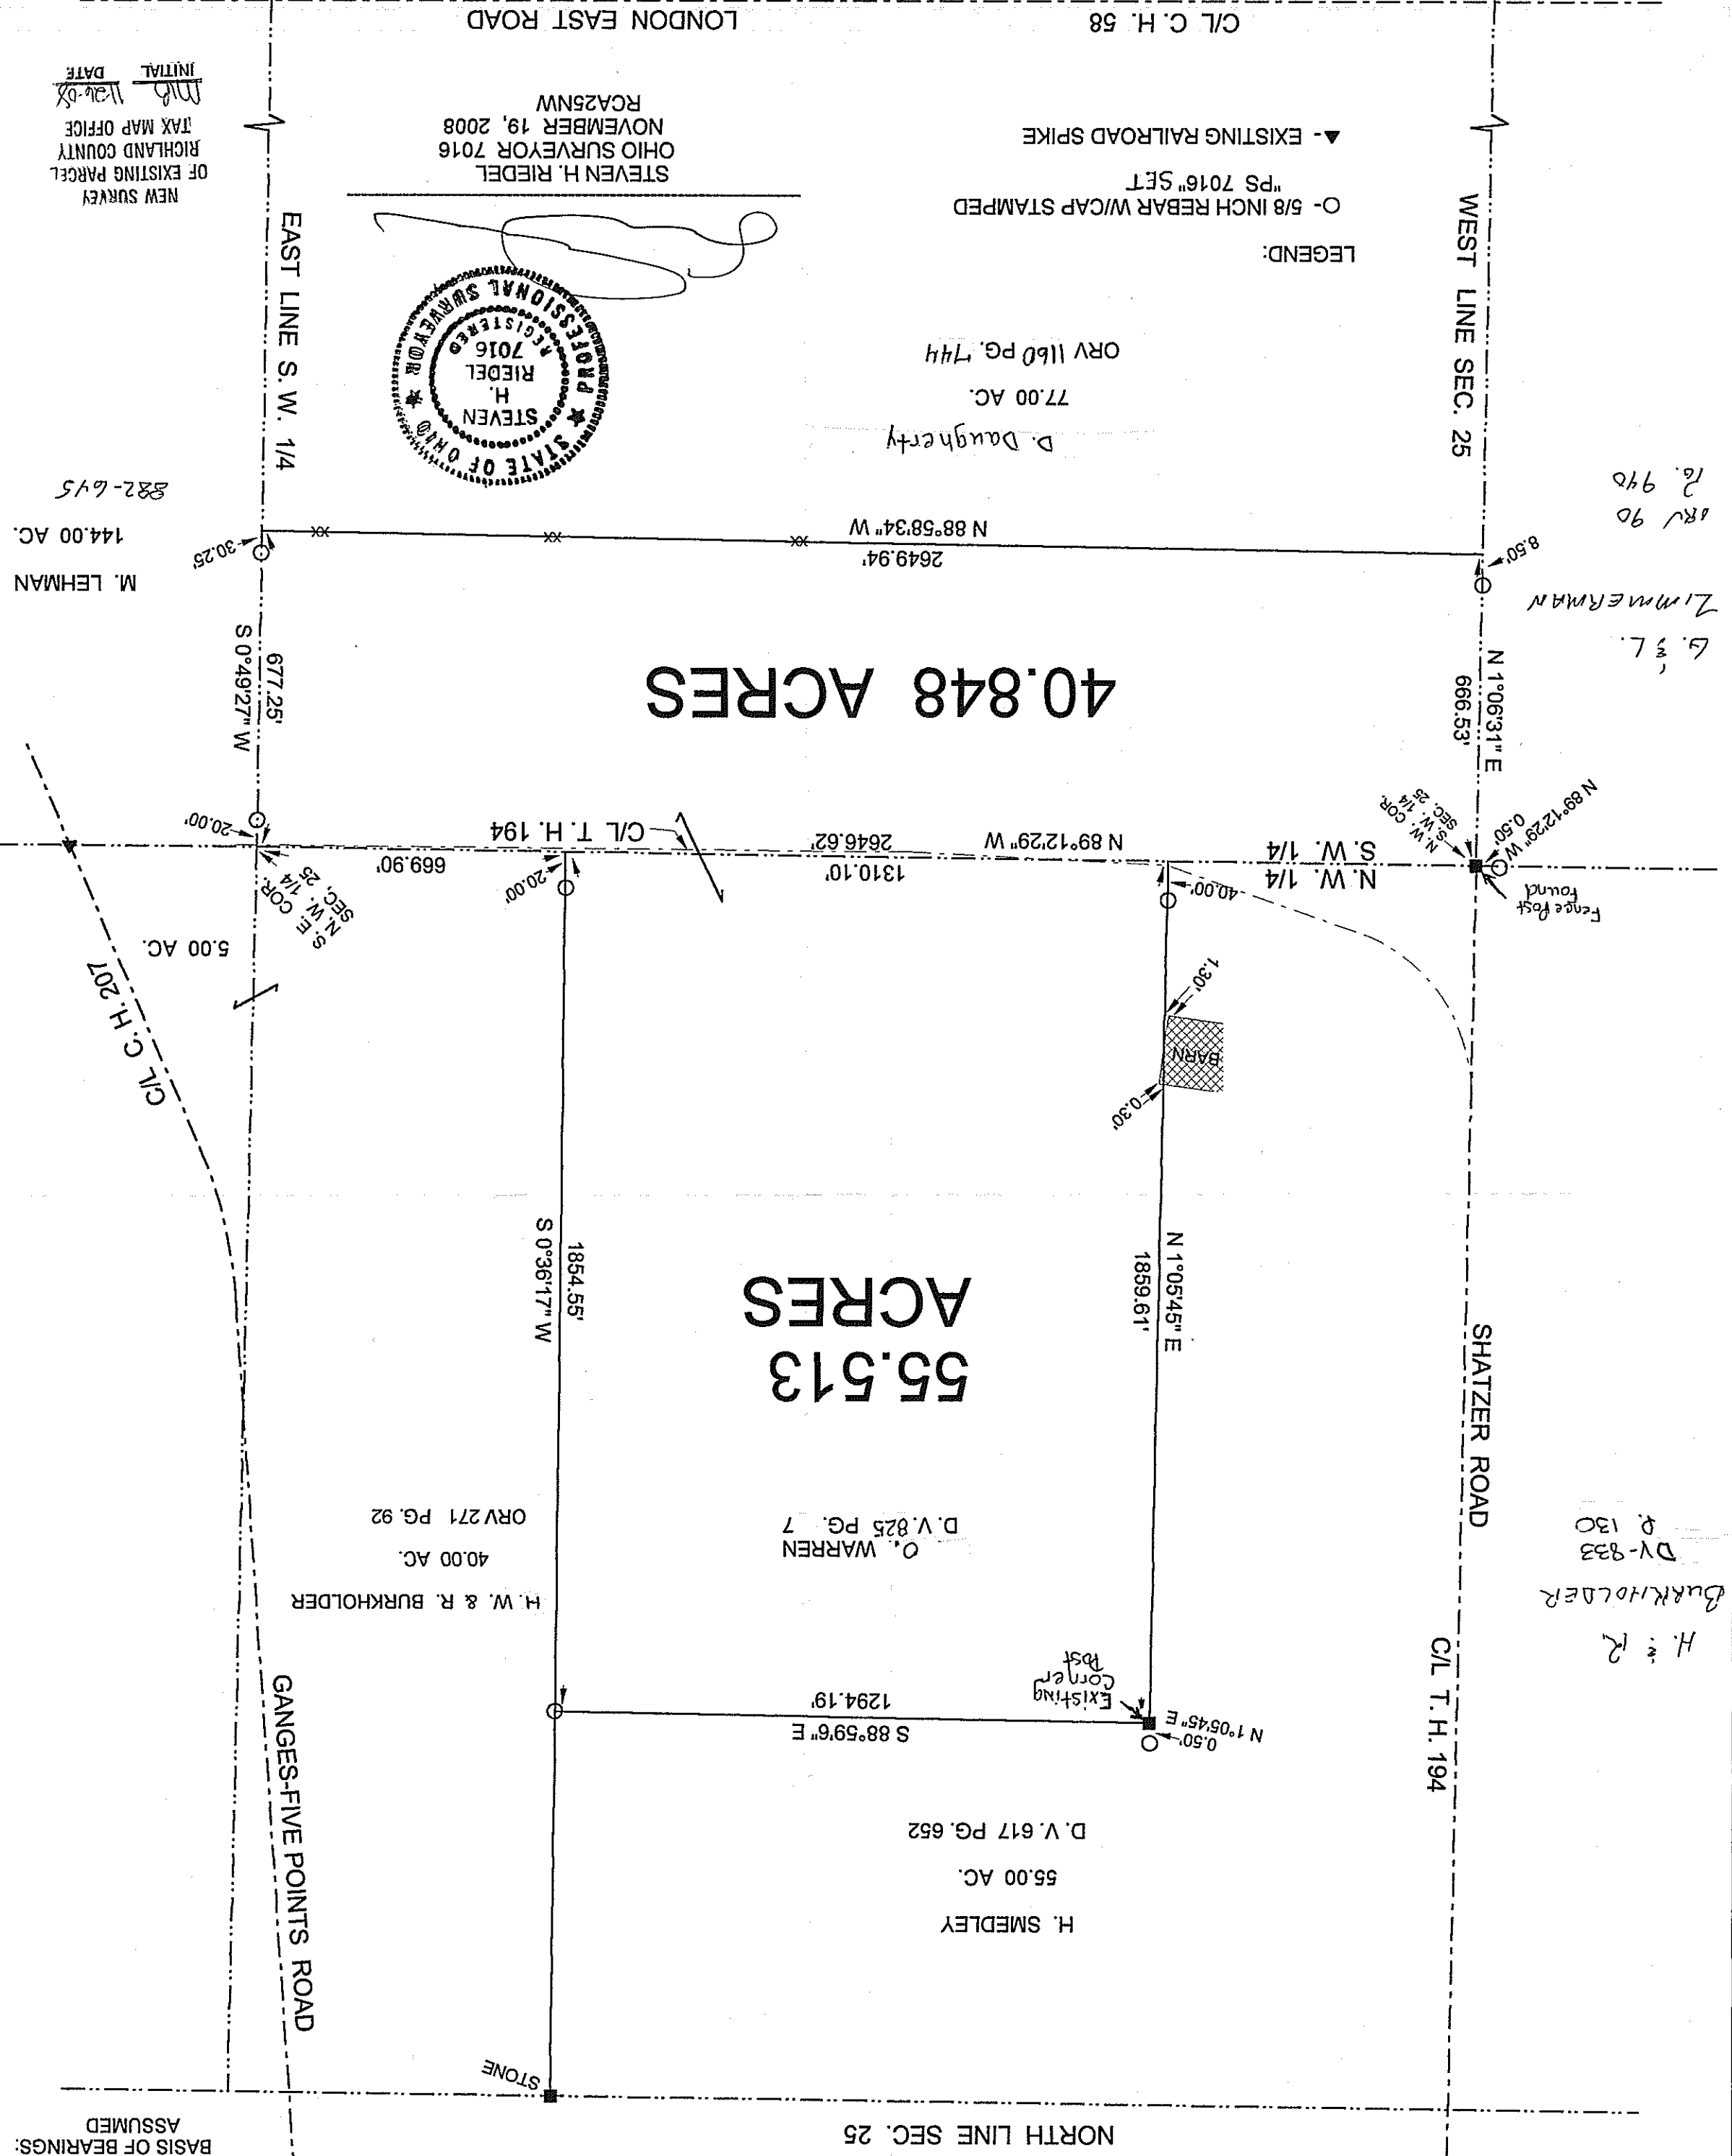 BASIS OF BEARINGS:
ASSUMED
NORTH LINE SEC. 25
STONE
H. SMEDLEY
55.00 AC.
D. V. 617 PG. 652
GANGES-FIVE POINTS ROAD
C/L T. H. 194
SHATZER ROAD
0.50'
N 1°05'45" E
Existing
Corner
Post
S 88°59'6" E
1294.19'
H. & R.
BURKHOLDER
DV-833
P. 130
O. WARREN
D. V. 825 PG. 7
H. W. & R. BURKHOLDER
40.00 AC.
ORV 271 PG. 92
55.513
ACRES
N 1°05'45" E
1859.61'
1854.55'
S 0°36'17" W
0.30'
BARN
1.30'
C/L C. H. 207
5.00 AC.
S. E. COR.
N. W. 1/4
SEC. 25
Fence Post
Found
N 89°12'29" W
0.50'
N. W. COR.
S. W. 1/4
SEC. 25
40.00'
N. W. 1/4
S. W. 1/4
1310.10'
20.00'
669.90'
N 89°12'29" W
2646.62'
C/L T. H. 194
20.00'
N 1°06'31" E
666.53'
677.25'
S 0°49'27" W
40.848 ACRES
G. & L.
ZIMMERMAN
ORV 90
PG. 940
M. LEHMAN
144.00 AC.
882-645
8.50'
30.25'
2649.94'
N 88°58'34" W
XX
XX
XX
WEST LINE SEC. 25
EAST LINE S. W. 1/4
D. Daugherty
77.00 AC.
ORV 1160 PG. 744
STATE OF OHIO
STEVEN
H.
RIEDEL
7016
REGISTERED
PROFESSIONAL SURVEYOR
LEGEND:
O- 5/8 INCH REBAR W/CAP STAMPED
"PS 7016" SET
▲- EXISTING RAILROAD SPIKE
STEVEN H. RIEDEL
OHIO SURVEYOR 7016
NOVEMBER 19, 2008
RCA25NW
NEW SURVEY
OF EXISTING PARCEL
RICHLAND COUNTY
TAX MAP OFFICE
11-26-08
INITIAL DATE
C/L C. H. 58
LONDON EAST ROAD